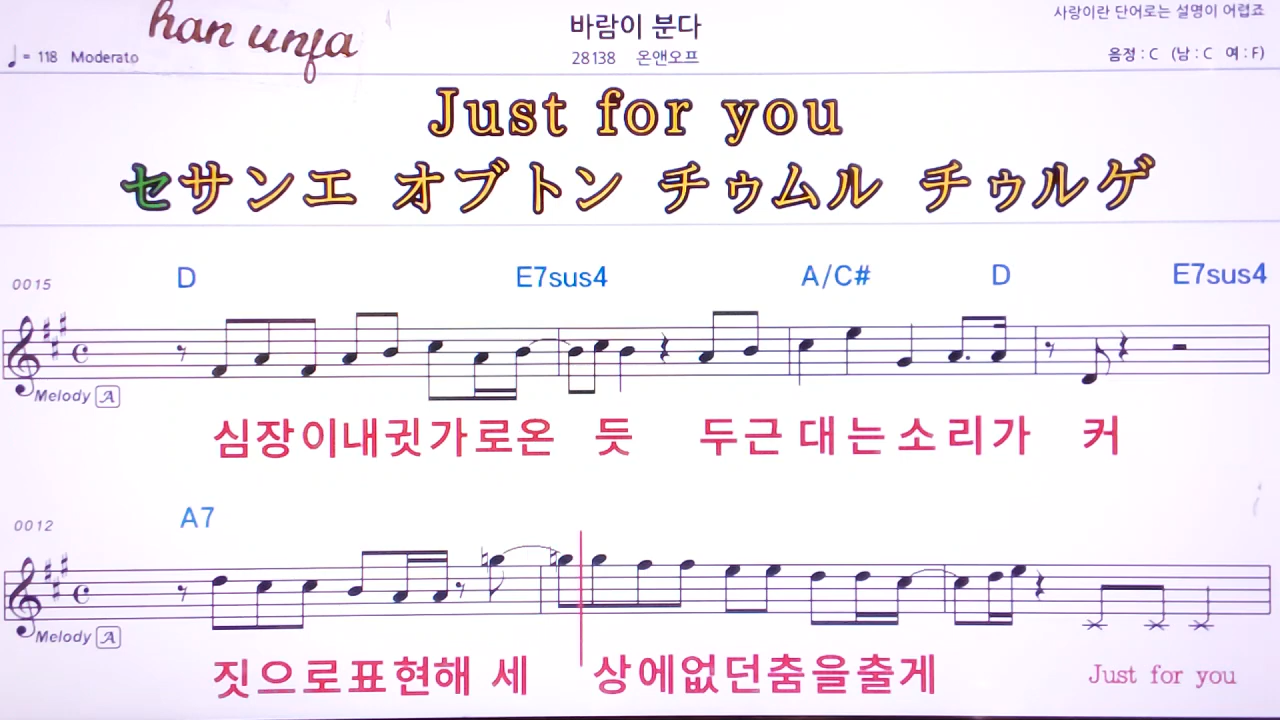 han unja
바람이 분다
사랑이란 단어로는 설명이 어렵죠
♩= 118 Moderato
28138 온앤오프
음정 : C (남 : C 여 : F)
Just for you
セサンエ オブトン チゥムル チゥルゲ
0015 D E7sus4 A/C# D E7sus4
Melody A
심장이내귓가로온 듯 두근대는소리가 커
0012 A7
Melody A
짓으로표현해 세 상에없던춤을출게 Just for you